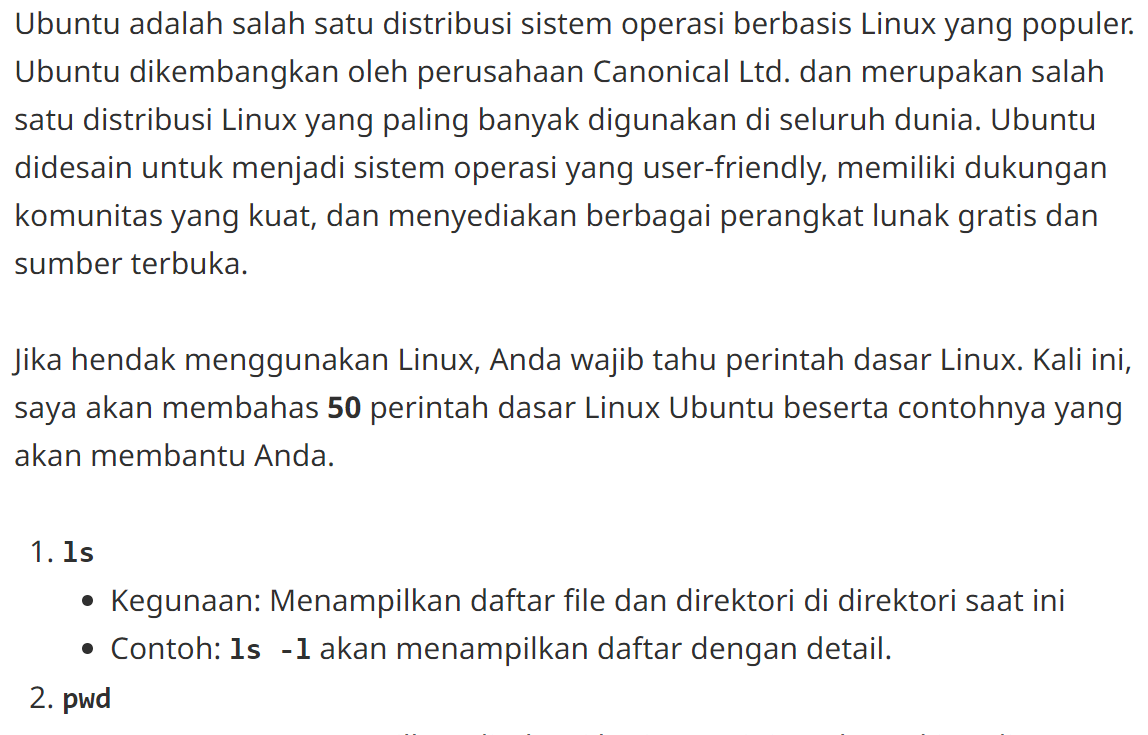 Ubuntu adalah salah satu distribusi sistem operasi berbasis Linux yang populer.
Ubuntu dikembangkan oleh perusahaan Canonical Ltd. dan merupakan salah
satu distribusi Linux yang paling banyak digunakan di seluruh dunia. Ubuntu
didesain untuk menjadi sistem operasi yang user-friendly, memiliki dukungan
komunitas yang kuat, dan menyediakan berbagai perangkat lunak gratis dan
sumber terbuka.
Jika hendak menggunakan Linux, Anda wajib tahu perintah dasar Linux. Kali ini,
saya akan membahas 50 perintah dasar Linux Ubuntu beserta contohnya yang
akan membantu Anda.
1. ls
• Kegunaan: Menampilkan daftar file dan direktori di direktori saat ini
• Contoh: ls -l akan menampilkan daftar dengan detail.
2. pwd